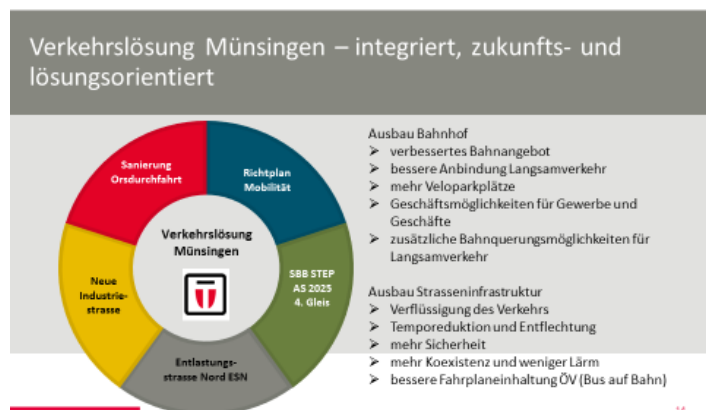 Verkehrslösung Münsingen – integriert, zukunfts- und
lösungsorientiert
Sanierung
Orsdurchfahrt
Richtplan
Mobilität
Verkehrslösung
Münsingen
Neue
Industrie-
strasse
SBB STEP
AS 2025
4. Gleis
Entlastungs-
strasse Nord ESN
Ausbau Bahnhof
➢ verbessertes Bahnangebot
➢ bessere Anbindung Langsamverkehr
➢ mehr Veloparkplätze
➢ Geschäftsmöglichkeiten für Gewerbe und
Geschäfte
➢ zusätzliche Bahnquerungsmöglichkeiten für
Langsamverkehr
Ausbau Strasseninfrastruktur
➢ Verflüssigung des Verkehrs
➢ Temporeduktion und Entflechtung
➢ mehr Sicherheit
➢ mehr Koexistenz und weniger Lärm
➢ bessere Fahrplaneinhaltung ÖV (Bus auf Bahn)